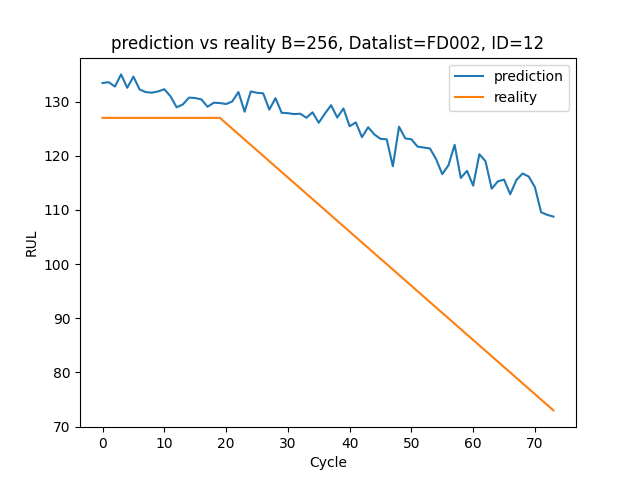 prediction vs reality B=256, Datalist=FD002, ID=12
prediction
reality
130
120
110
100
90
80
70
RUL
0 10 20 30 40 50 60 70
Cycle